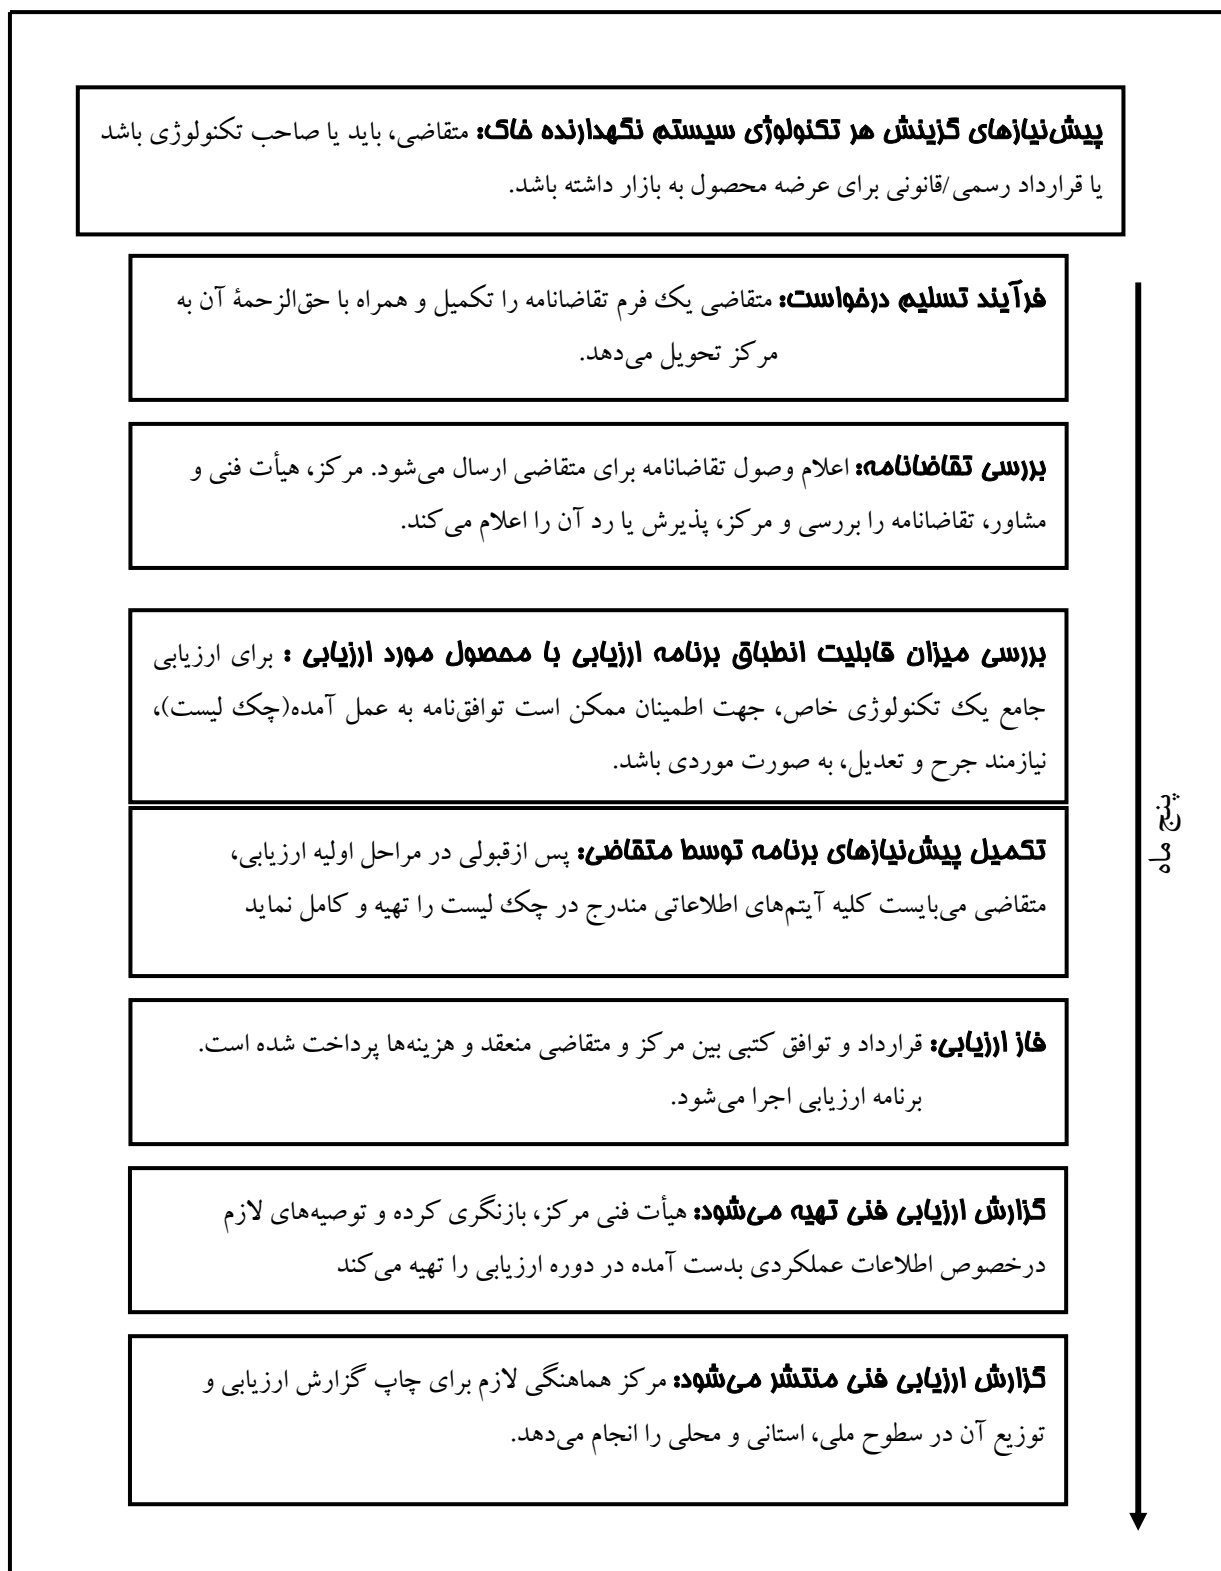 پیش‌نیازهای گزینش هر تکنولوژی سیستم نگهدارنده خاک: متقاضی، باید یا صاحب تکنولوژی باشد
یا قرارداد رسمی/قانونی برای عرضه محصول به بازار داشته باشد.
فرآیند تسلیم درخواست: متقاضی یک فرم تقاضانامه را تکمیل و همراه با حق‌الزحمۀ آن به
مرکز تحویل می‌دهد.
بررسی تقاضانامه: اعلام وصول تقاضانامه برای متقاضی ارسال می‌شود. مرکز، هیأت فنی و
مشاور، تقاضانامه را بررسی و مرکز، پذیرش یا رد آن را اعلام می‌کند.
بررسی میزان قابلیت انطباق برنامه ارزیابی با محصول مورد ارزیابی : برای ارزیابی
جامع یک تکنولوژی خاص، جهت اطمینان ممکن است توافق‌نامه به عمل آمده(چک لیست)،
نیازمند جرح و تعدیل، به صورت موردی باشد.
تکمیل پیش‌نیازهای برنامه توسط متقاضی: پس ازقبولی در مراحل اولیه ارزیابی،
متقاضی می‌بایست کلیه آیتم‌های اطلاعاتی مندرج در چک لیست را تهیه و کامل نماید
فاز ارزیابی: قرارداد و توافق کتبی بین مرکز و متقاضی منعقد و هزینه‌ها پرداخت شده است.
برنامه ارزیابی اجرا می‌شود.
گزارش ارزیابی فنی تهیه می‌شود: هیأت فنی مرکز، بازنگری کرده و توصیه‌های لازم
درخصوص اطلاعات عملکردی بدست آمده در دوره ارزیابی را تهیه می‌کند
گزارش ارزیابی فنی منتشر می‌شود: مرکز هماهنگی لازم برای چاپ گزارش ارزیابی و
توزیع آن در سطوح ملی، استانی و محلی را انجام می‌دهد.
پنج ماه